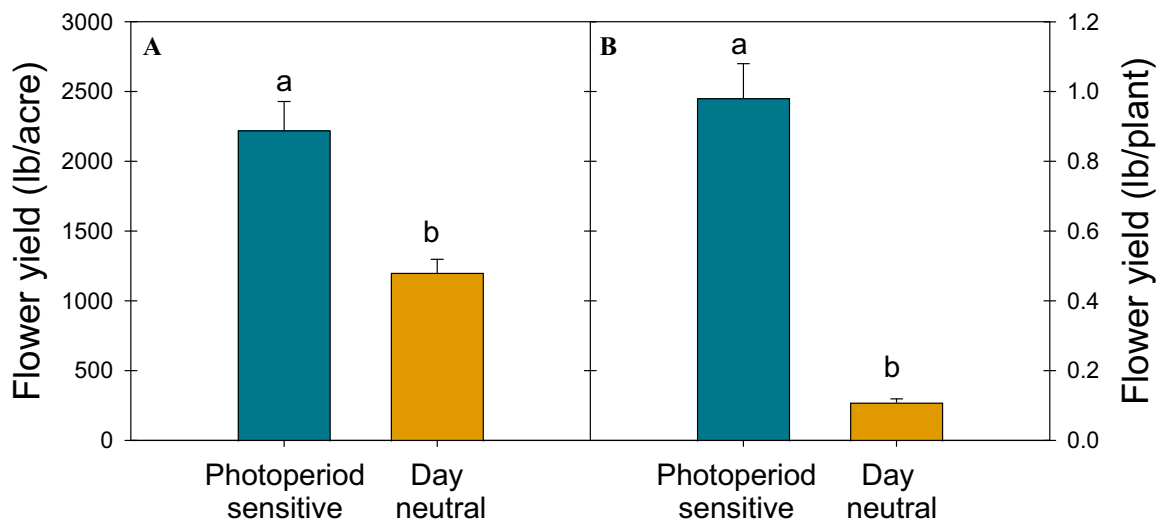 Flower yield (lb/acre)
3000
2500
2000
1500
1000
500
0
A
a
b
Photoperiod
sensitive
Day
neutral
B
a
b
Photoperiod
sensitive
Day
neutral
1.2
1.0
0.8
0.6
0.4
0.2
0.0
Flower yield (lb/plant)